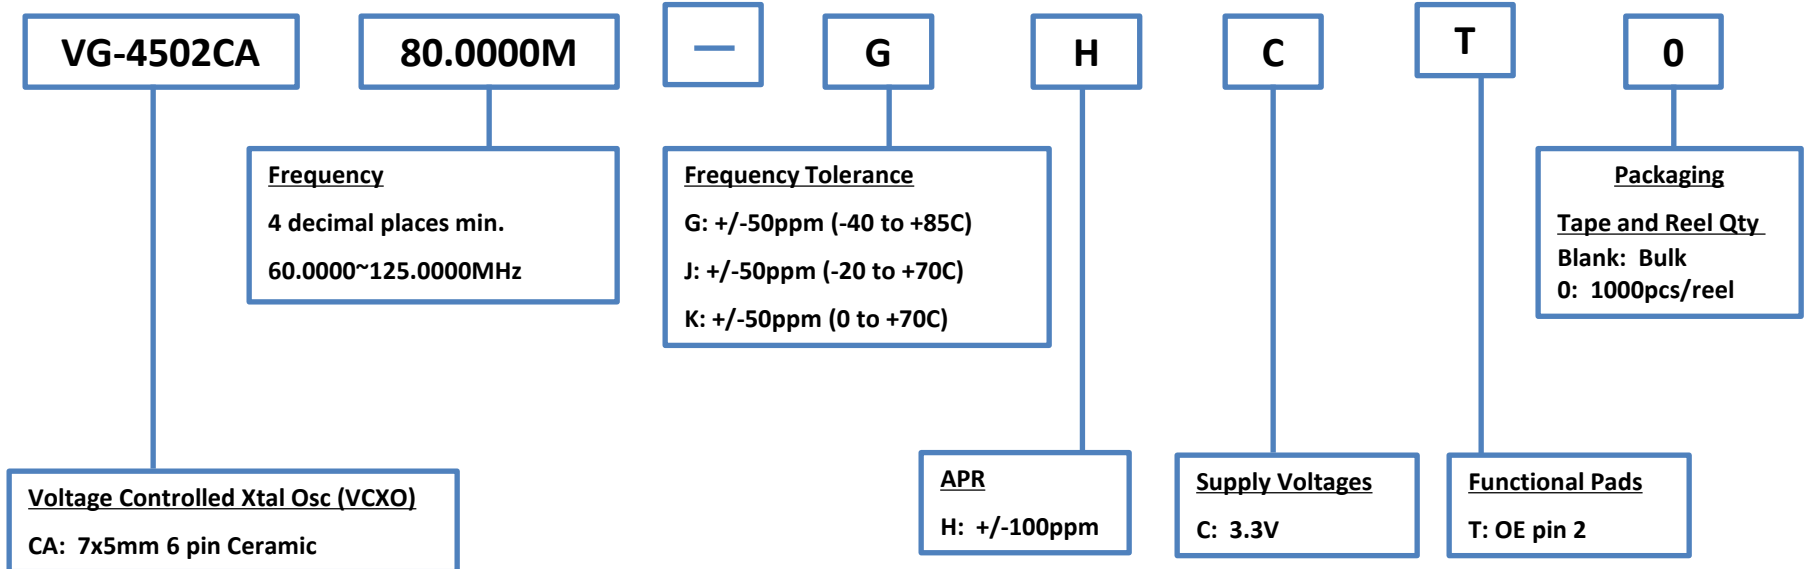 VG-4502CA 80.0000M — G H C T 0
Frequency
4 decimal places min.
60.0000~125.0000MHz
Frequency Tolerance
G: +/-50ppm (-40 to +85C)
J: +/-50ppm (-20 to +70C)
K: +/-50ppm (0 to +70C)
Packaging
Tape and Reel Qty
Blank: Bulk
0: 1000pcs/reel
Voltage Controlled Xtal Osc (VCXO)
CA: 7x5mm 6 pin Ceramic
APR
H: +/-100ppm
Supply Voltages
C: 3.3V
Functional Pads
T: OE pin 2